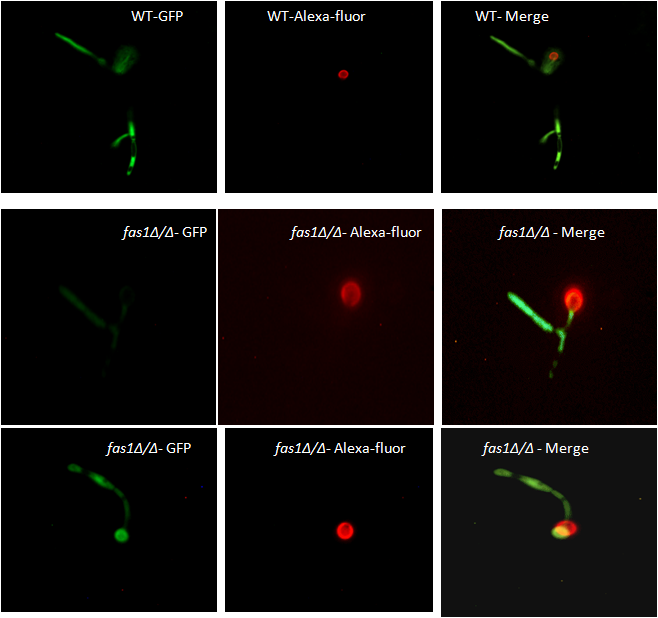 WT-GFP
WT-Alexa-fluor
WT- Merge
fas1Δ/Δ- GFP
fas1Δ/Δ- Alexa-fluor
fas1Δ/Δ - Merge
fas1Δ/Δ- GFP
fas1Δ/Δ- Alexa-fluor
fas1Δ/Δ - Merge